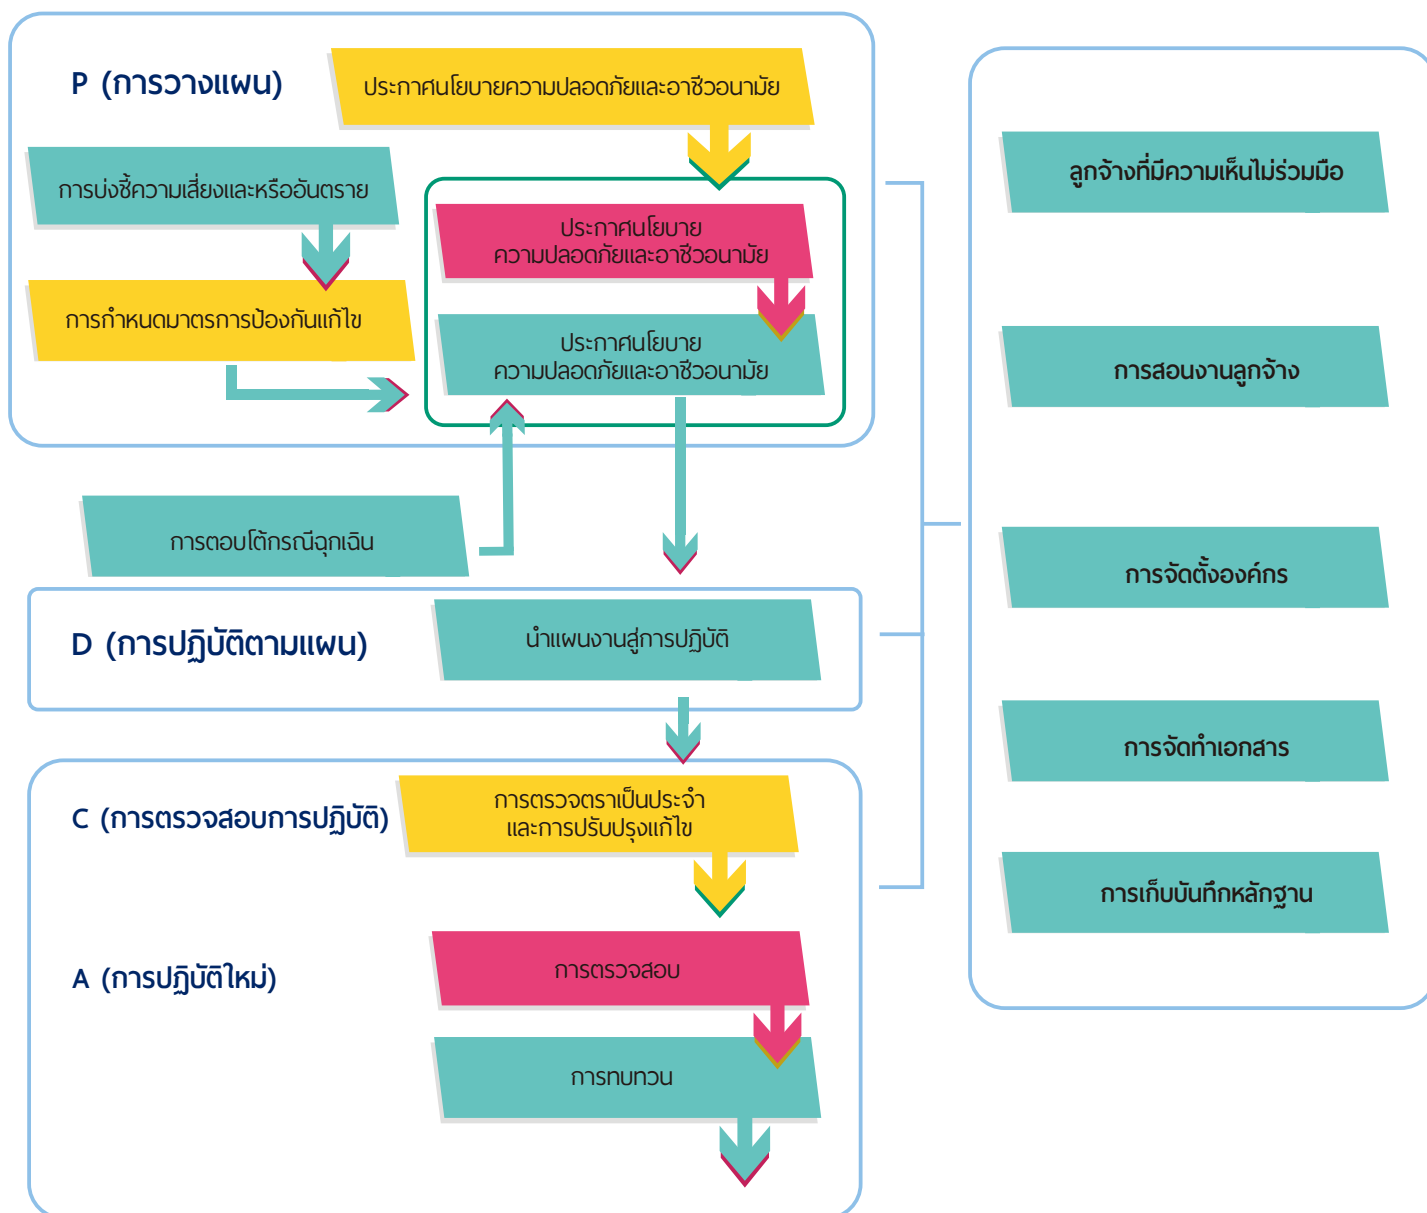 P (การวางแผน)
ประกาศนโยบายความปลอดภัยและอาชีวอนามัย
การบ่งชี้ความเสี่ยงและหรืออันตราย
ประกาศนโยบาย
ความปลอดภัยและอาชีวอนามัย
การกำหนดมาตรการป้องกันแก้ไข
ประกาศนโยบาย
ความปลอดภัยและอาชีวอนามัย
การตอบโต้กรณีฉุกเฉิน
D (การปฏิบัติตามแผน)
นำแผนงานสู่การปฏิบัติ
C (การตรวจสอบการปฏิบัติ)
การตรวจตราเป็นประจำ
และการปรับปรุงแก้ไข
A (การปฏิบัติใหม่)
การตรวจสอบ
การทบทวน
ลูกจ้างที่มีความเห็นไม่ร่วมมือ
การสอนงานลูกจ้าง
การจัดตั้งองค์กร
การจัดทำเอกสาร
การเก็บบันทึกหลักฐาน